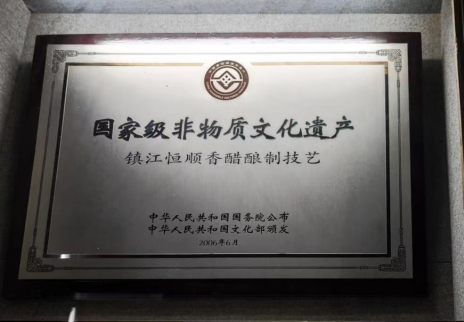 国家级非物质文化遗产
镇江恒顺香醋酿制技艺
中华人民共和国国务院公布
中华人民共和国文化部颁发
2006年6月